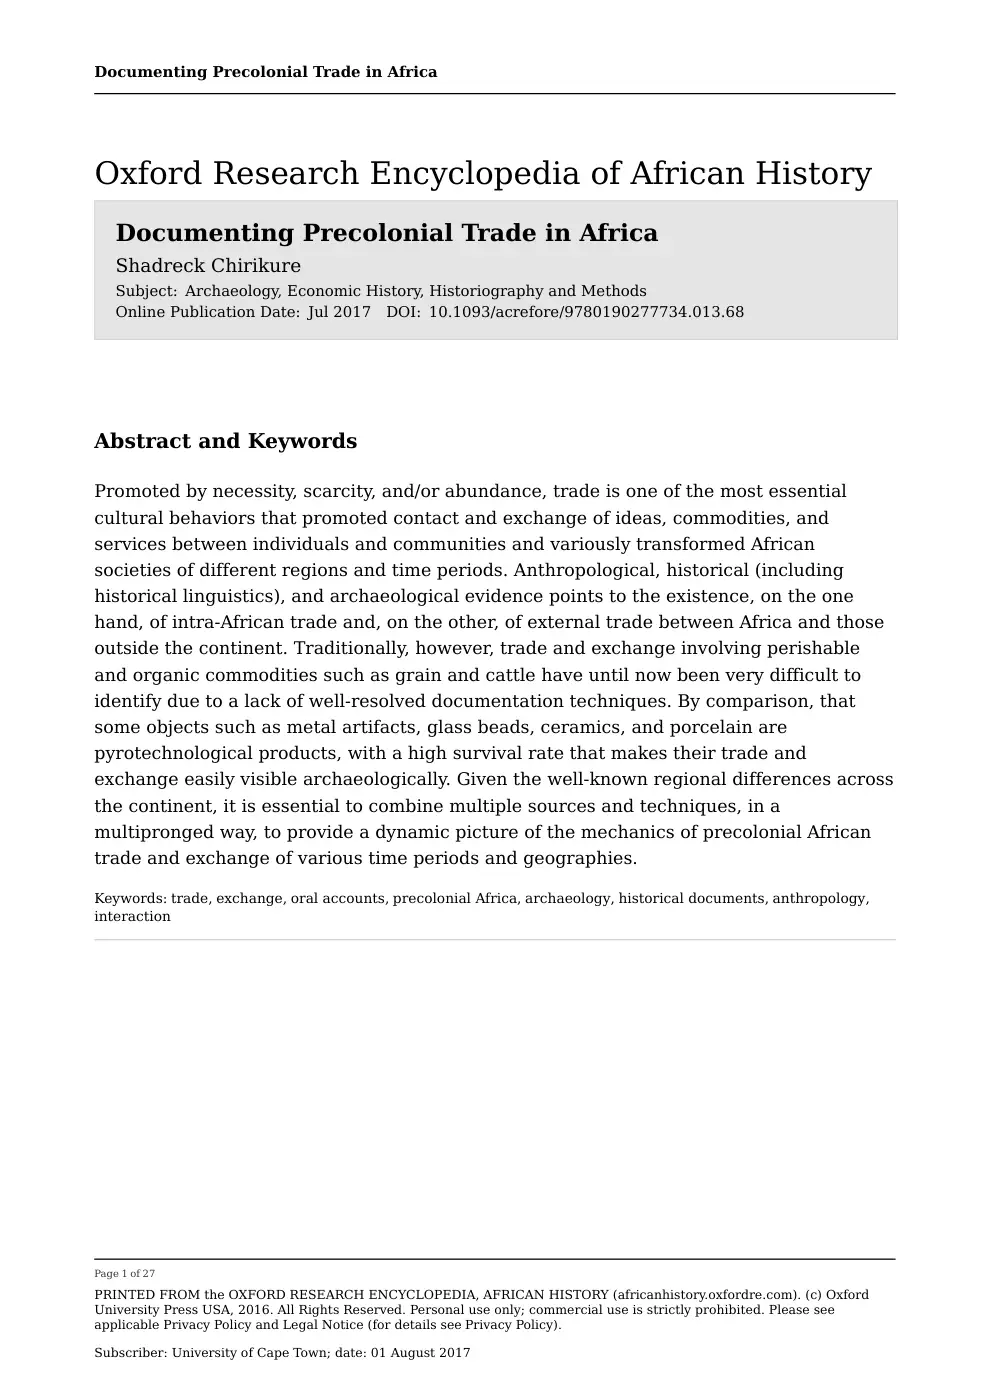 Documenting Precolonial Trade in Africa
Oxford Research Encyclopedia of African History
Documenting Precolonial Trade in Africa
Shadreck Chirikure
Subject: Archaeology, Economic History, Historiography and Methods
Online Publication Date: Jul 2017 DOI: 10.1093/acrefore/9780190277734.013.68
Abstract and Keywords
Promoted by necessity, scarcity, and/or abundance, trade is one of the most essential
cultural behaviors that promoted contact and exchange of ideas, commodities, and
services between individuals and communities and variously transformed African
societies of different regions and time periods. Anthropological, historical (including
historical linguistics), and archaeological evidence points to the existence, on the one
hand, of intra-African trade and, on the other, of external trade between Africa and those
outside the continent. Traditionally, however, trade and exchange involving perishable
and organic commodities such as grain and cattle have until now been very difficult to
identify due to a lack of well-resolved documentation techniques. By comparison, that
some objects such as metal artifacts, glass beads, ceramics, and porcelain are
pyrotechnological products, with a high survival rate that makes their trade and
exchange easily visible archaeologically. Given the well-known regional differences across
the continent, it is essential to combine multiple sources and techniques, in a
multipronged way, to provide a dynamic picture of the mechanics of precolonial African
trade and exchange of various time periods and geographies.
Keywords: trade, exchange, oral accounts, precolonial Africa, archaeology, historical documents, anthropology,
interaction
Page 1 of 27
PRINTED FROM the OXFORD RESEARCH ENCYCLOPEDIA, AFRICAN HISTORY (africanhistory.oxfordre.com). (c) Oxford
University Press USA, 2016. All Rights Reserved. Personal use only; commercial use is strictly prohibited. Please see
applicable Privacy Policy and Legal Notice (for details see Privacy Policy).
Subscriber: University of Cape Town; date: 01 August 2017